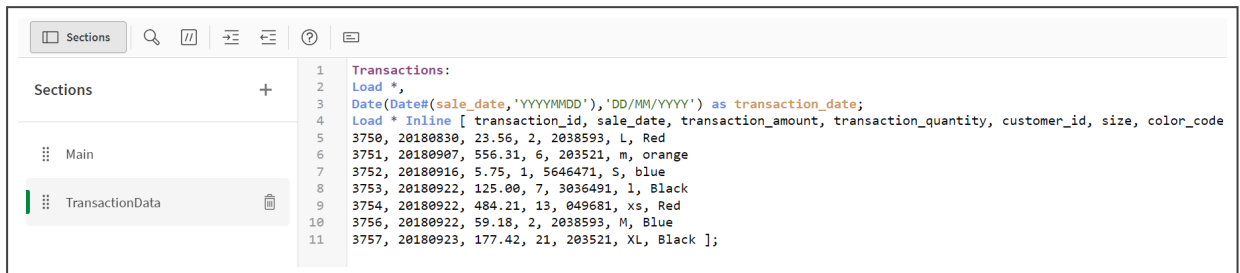 Sections
Sections
Main
TransactionData
1 Transactions:
2 Load *,
3 Date(Date#(sale_date,'YYYYMMDD'),'DD/MM/YYYY') as transaction_date;
4 Load * Inline [ transaction_id, sale_date, transaction_amount, transaction_quantity, customer_id, size, color_code
5 3750, 20180830, 23.56, 2, 2038593, L, Red
6 3751, 20180907, 556.31, 6, 203521, m, orange
7 3752, 20180916, 5.75, 1, 5646471, S, blue
8 3753, 20180922, 125.00, 7, 3036491, l, Black
9 3754, 20180922, 484.21, 13, 049681, xs, Red
10 3756, 20180922, 59.18, 2, 2038593, M, Blue
11 3757, 20180923, 177.42, 21, 203521, XL, Black ];